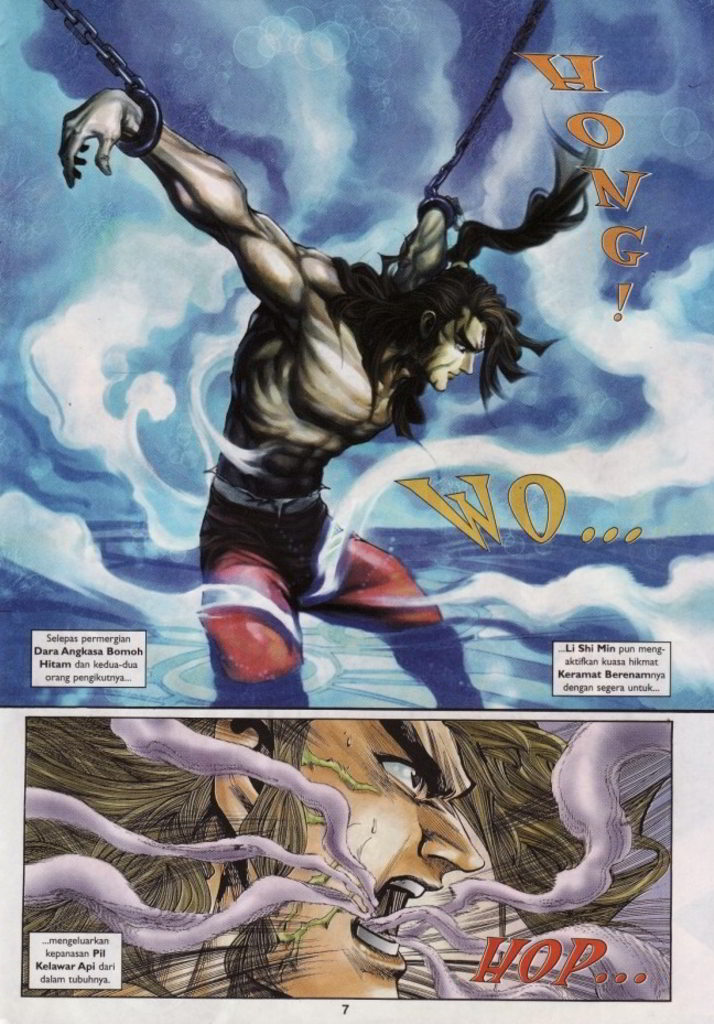 HONG!
WO...
Selepas permergian
Dara Angkasa Bomoh
Hitam dan kedua-dua
orang pengikutnya...
...Li Shi Min pun meng-
aktifkan kuasa hikmat
Keramat Berenamnya
dengan segera untuk...
...mengeluarkan
kepanasan Pil
Kelawar Api dari
dalam tubuhnya.
HOP...
7